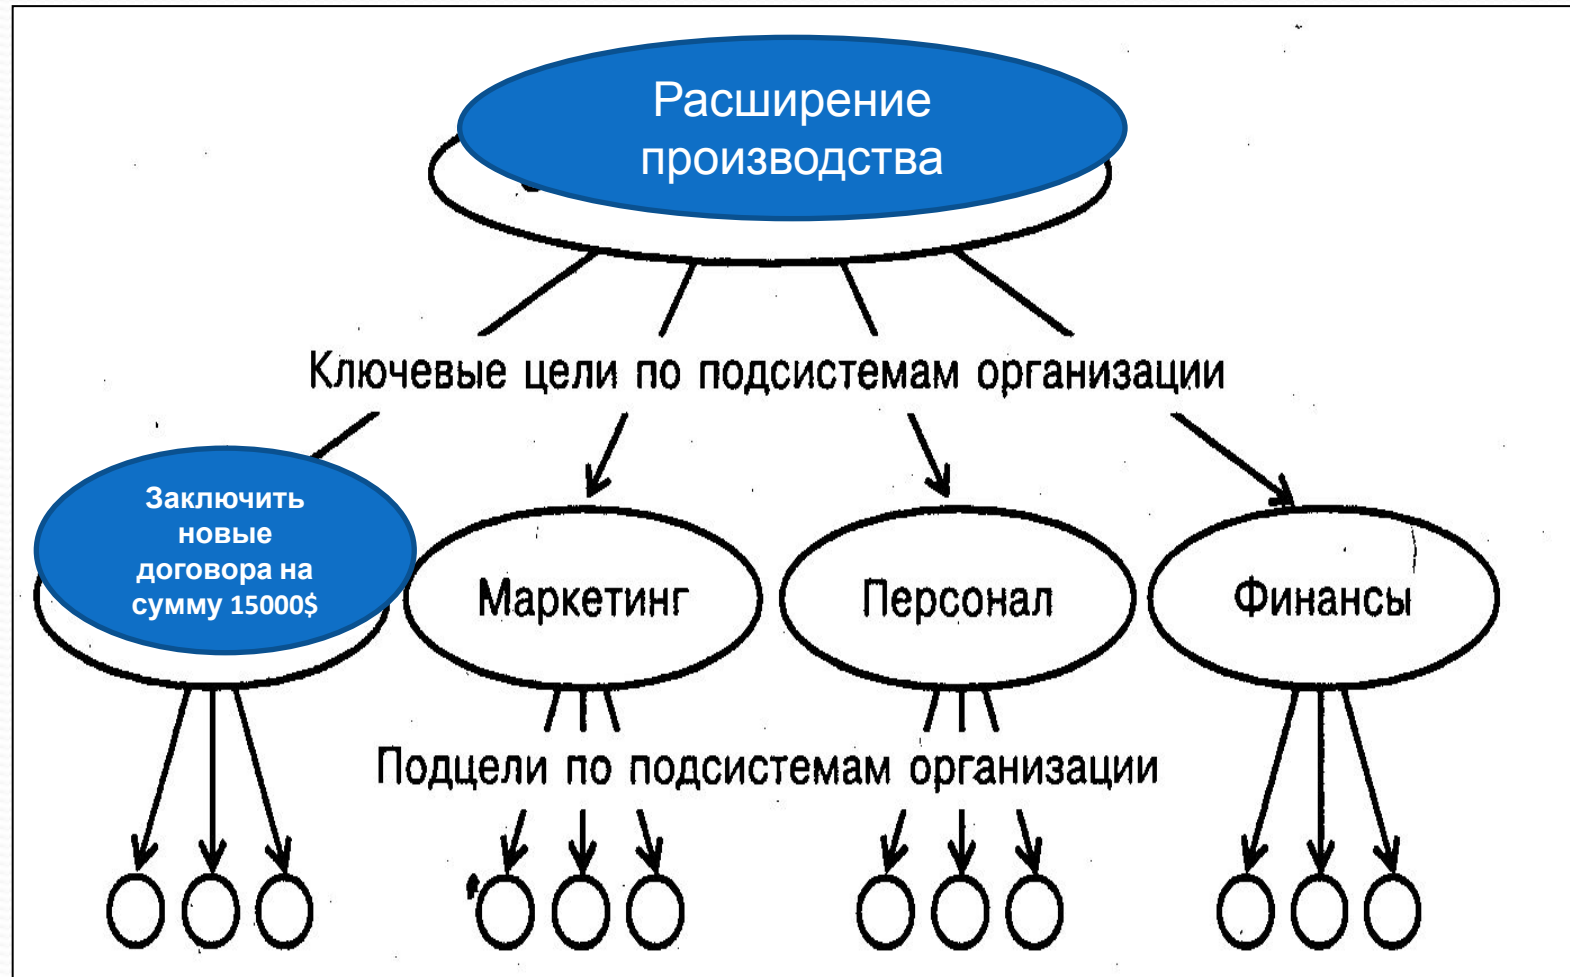 Расширение
производства
Ключевые цели по подсистемам организации
Заключить
новые
договора на
сумму 15000$
Маркетинг
Персонал
Финансы
Подцели по подсистемам организации